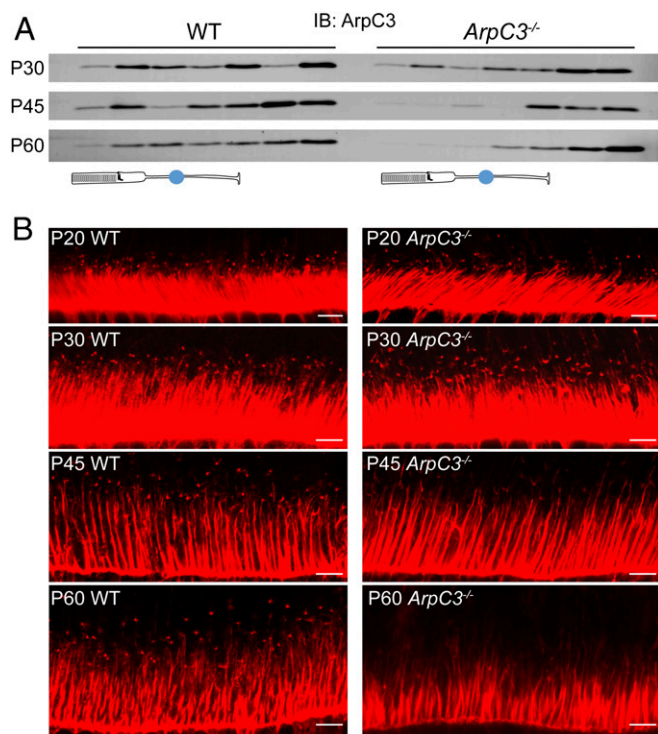 A
IB: ArpC3
WT
ArpC3-/-
P30
P45
P60
B
P20 WT
P20 ArpC3-/-
P30 WT
P30 ArpC3-/-
P45 WT
P45 ArpC3-/-
P60 WT
P60 ArpC3-/-